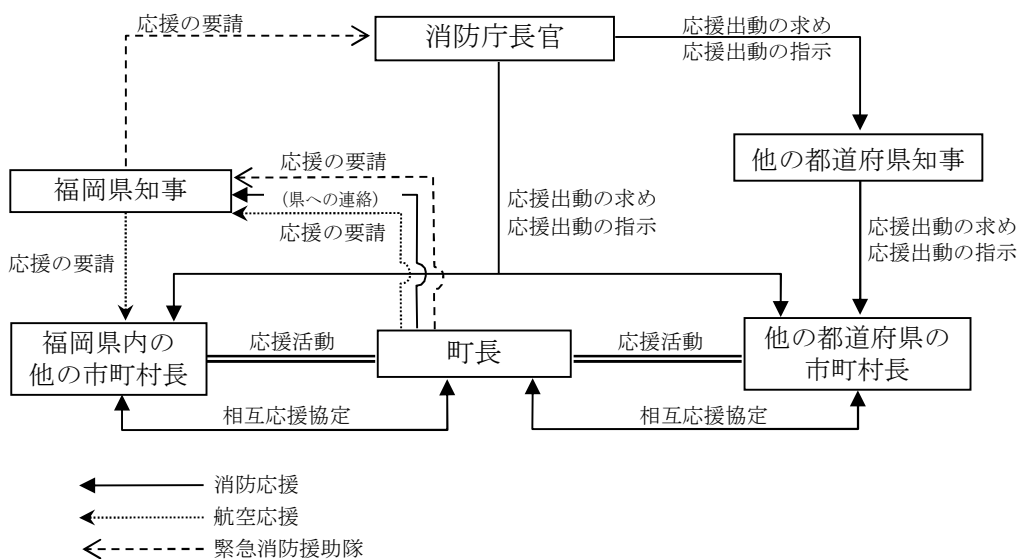 応援の要請
消防庁長官
応援出動の求め
応援出動の指示
他の都道府県知事
応援の要請
福岡県知事
(県への連絡)
応援の要請
応援出動の求め
応援出動の指示
応援出動の求め
応援出動の指示
応援の要請
福岡県内の
他の市町村長
応援活動
町長
応援活動
他の都道府県の
市町村長
相互応援協定
相互応援協定
消防応援
航空応援
緊急消防援助隊